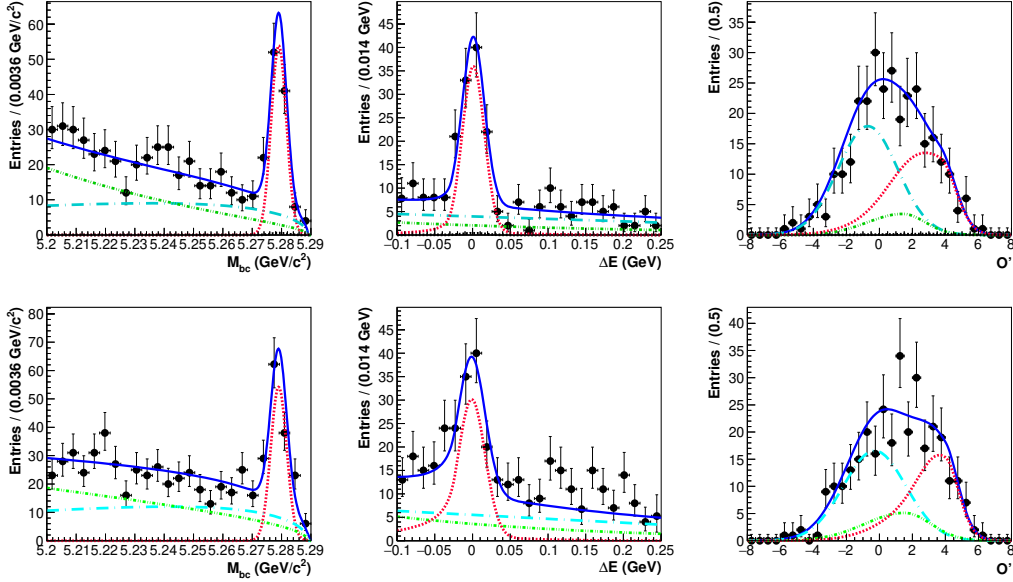 Entries / (0.0036 GeV/c²)
60
50
40
30
20
10
0
5.2 5.21 5.22 5.23 5.24 5.25 5.26 5.27 5.28 5.29
M_bc (GeV/c²)
Entries / (0.014 GeV)
45
40
35
30
25
20
15
10
5
0
−0.1 −0.05 0 0.05 0.1 0.15 0.2 0.25
ΔE (GeV)
Entries / (0.5)
35
30
25
20
15
10
5
0
−8 −6 −4 −2 0 2 4 6 8
O'
Entries / (0.0036 GeV/c²)
80
70
60
50
40
30
20
10
0
5.2 5.21 5.22 5.23 5.24 5.25 5.26 5.27 5.28 5.29
M_bc (GeV/c²)
Entries / (0.014 GeV)
45
40
35
30
25
20
15
10
5
0
−0.1 −0.05 0 0.05 0.1 0.15 0.2 0.25
ΔE (GeV)
Entries / (0.5)
40
35
30
25
20
15
10
5
0
−8 −6 −4 −2 0 2 4 6 8
O'